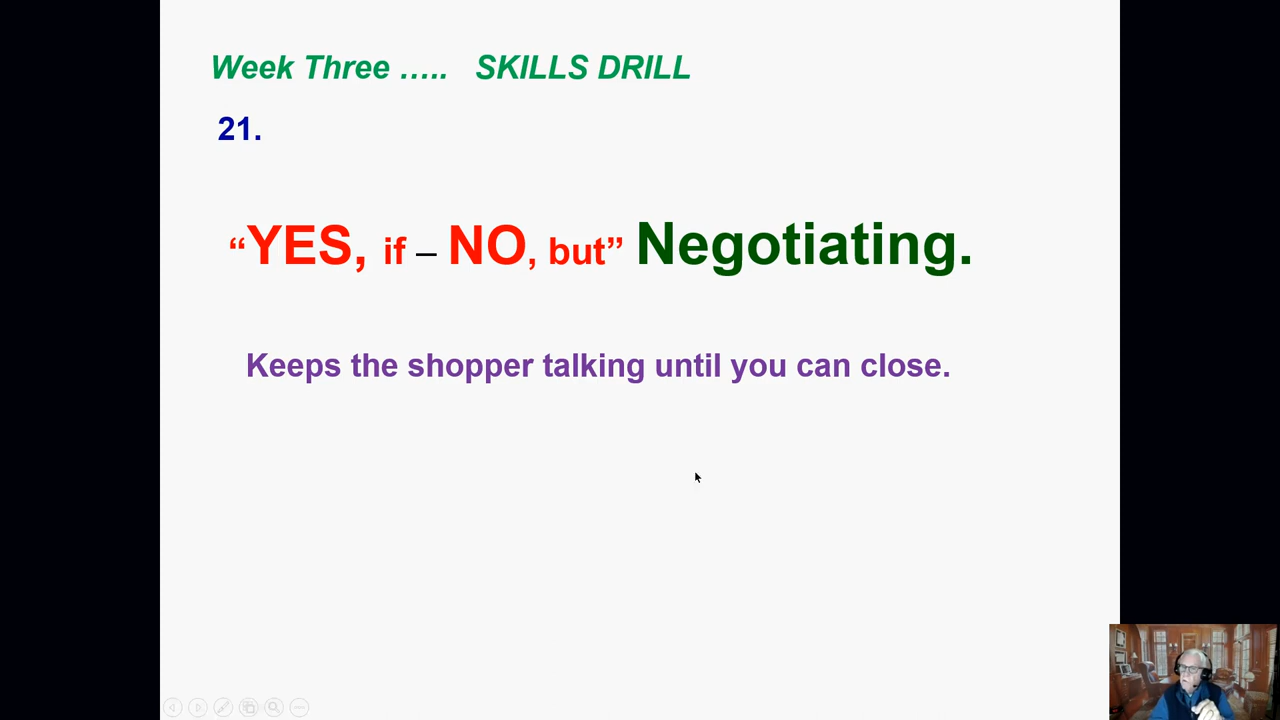 Week Three ….. SKILLS DRILL
21.
“YES, if – NO, but” Negotiating.
Keeps the shopper talking until you can close.